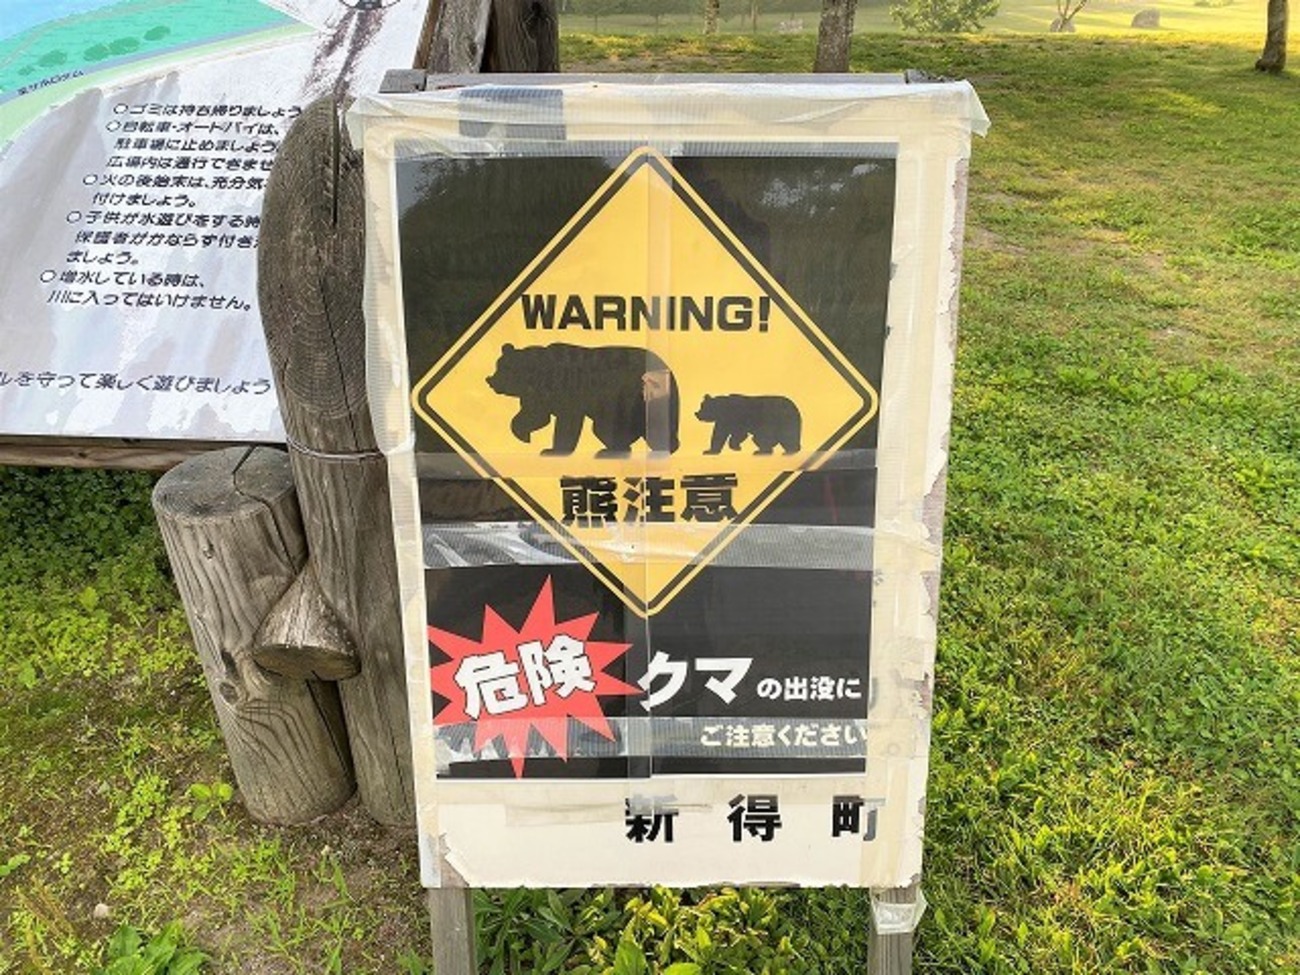 ○ゴミは持ち帰りましょう
○自転車・オートバイは、
駐車場に止めましょう
広場内は通行できませ
○火の後始末は、充分気
付けましょう。
○子供が水遊びをする時
保護者がかならず付き
ましょう。
○増水している時は、
川に入ってはいけません。
ルを守って楽しく遊びましょう
WARNING!
熊注意
危険
クマの出没に
ご注意ください
新得町